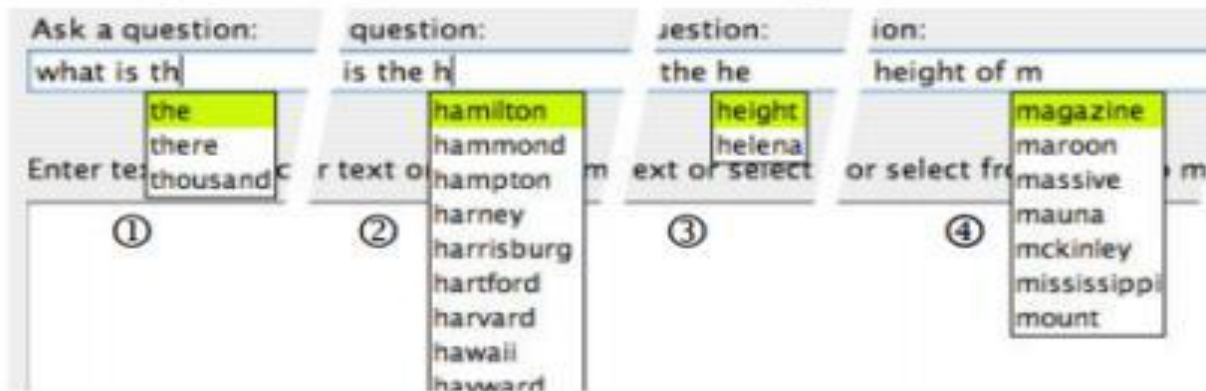 Ask a question: question: uestion: ion:
what is th is the h the he height of m
the hamilton height magazine
there hammond helena maroon
thousand hampton massive
Enter te r text o m ext or select or select fr m
harney mauna
① ② ③ ④
harrisburg mckinley
hartford mississippi
harvard mount
hawaii
hayward